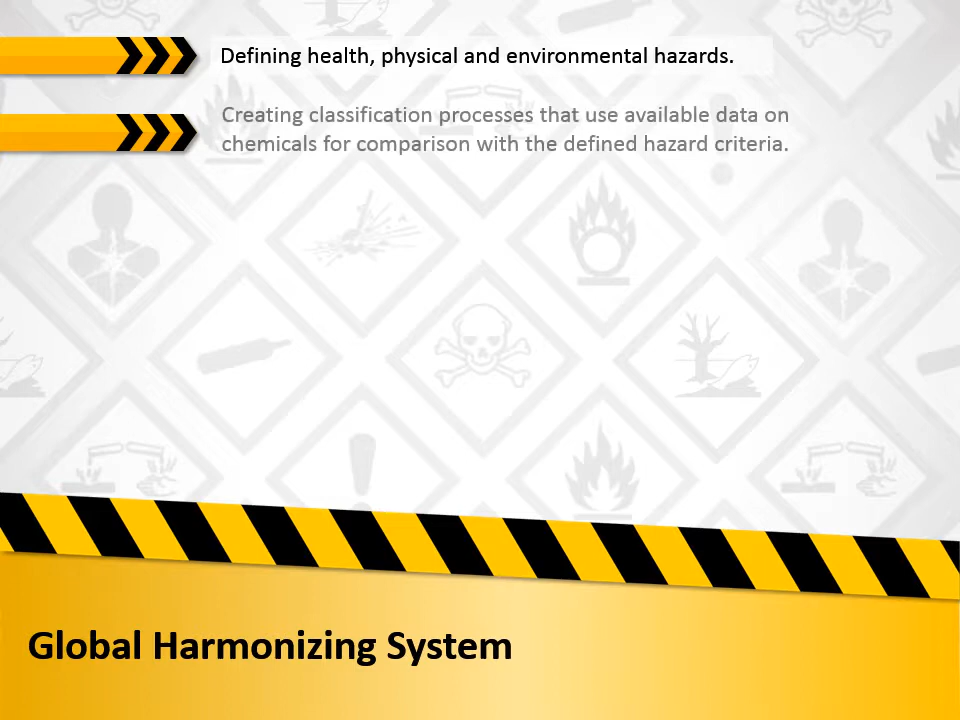 Defining health, physical and environmental hazards.
Creating classification processes that use available data on
chemicals for comparison with the defined hazard criteria.
Global Harmonizing System